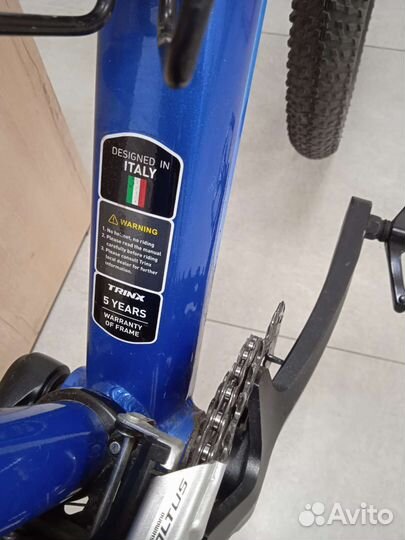 DESIGNED IN
ITALY
WARNING
1. No helmet, no riding
2. Please read the manual
carefully before riding
3. Please consult Trinx
local dealer for further
information.
TRINX
5 YEARS
WARRANTY
OF FRAME
SHIMANO
ALTUS
Avito